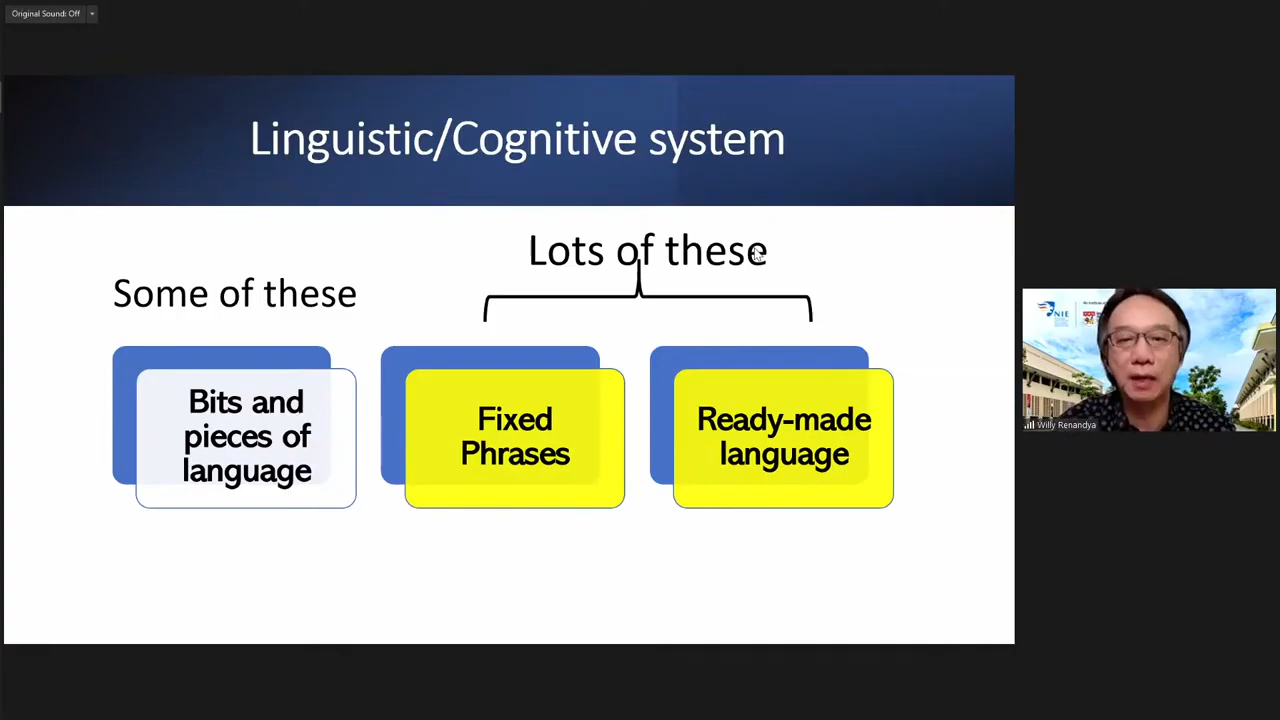 Original Sound: Off
Linguistic/Cognitive system
Lots of these
Some of these
Bits and
pieces of
language
Fixed
Phrases
Ready-made
language
NIE
Willy Renandya